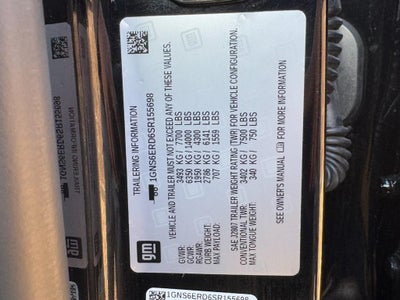 TRAILERING INFORMATION
1GNS6ERD6SR155698
VEHICLE AND TRAILER MUST NOT EXCEED ANY OF THESE VALUES.
GVWR: 3493 KG / 7700 LBS
GCWR: 6350 KG / 14000 LBS
RGAWR: 1950 KG / 4300 LBS
CURB WEIGHT: 2786 KG / 6141 LBS
MAX PAYLOAD: 707 KG / 1559 LBS
SAE J2807 TRAILER WEIGHT RATING (TWR) FOR VEHICLE CONFIGURATION.
CONVENTIONAL TWR: 3402 KG / 7500 LBS
MAX TONGUE WEIGHT: 340 KG / 750 LBS
SEE OWNER'S MANUAL FOR MORE INFORMATION
gm
1GNS6ERD6SR155698